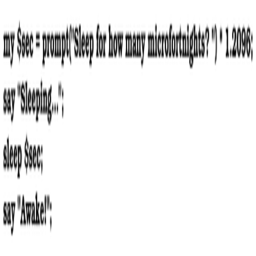 my $sec = prompt("Sleep for how many microfortnights? ") * 1.2096;
say "Sleeping...";
sleep $sec;
say "Awake!";